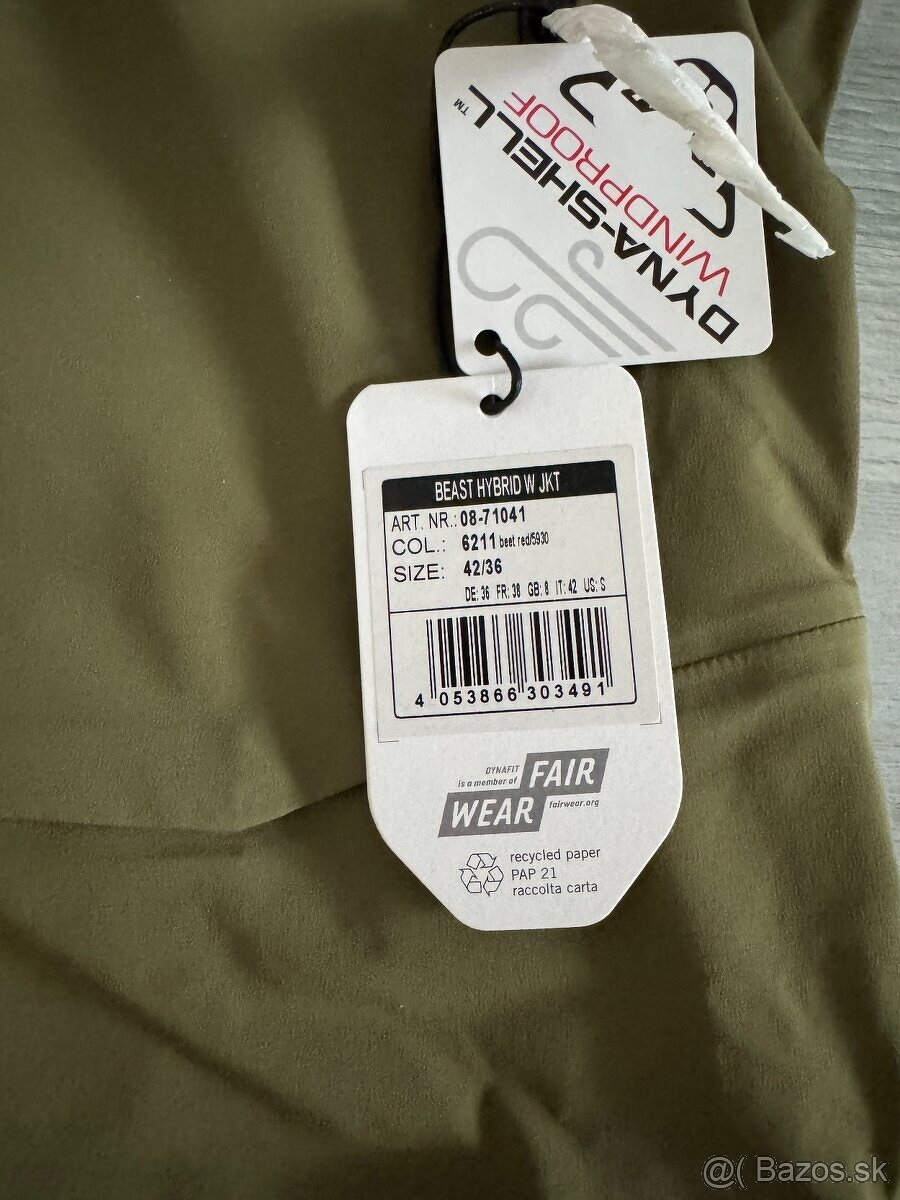 DYNA-SHELL™
WINDPROOF
BEAST HYBRID W JKT
ART. NR.: 08-71041
COL.: 6211 beet red/5930
SIZE: 42/36
DE: 36 FR: 38 GB: 8 IT: 42 US: S
4 053866 303491
DYNAFIT
is a member of
FAIR
WEAR
fairwear.org
recycled paper
PAP 21
raccolta carta
@( Bazos.sk